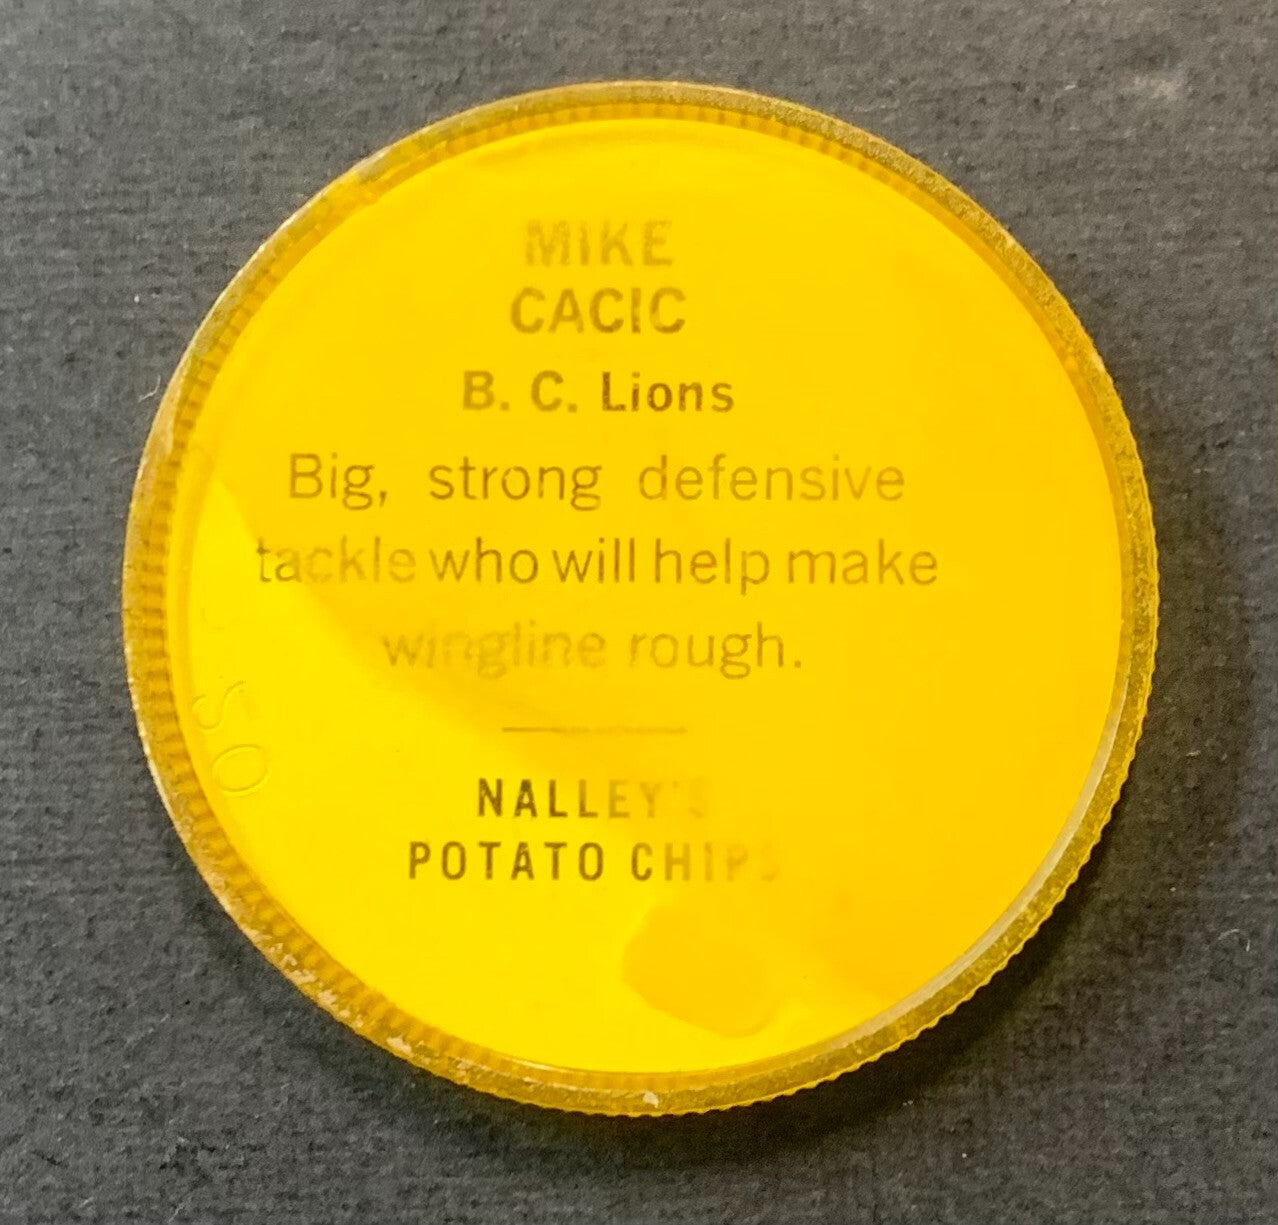 MIKE
CACIC
B. C. Lions
Big, strong defensive
tackle who will help make
wingline rough.
NALLEY'S
POTATO CHIPS